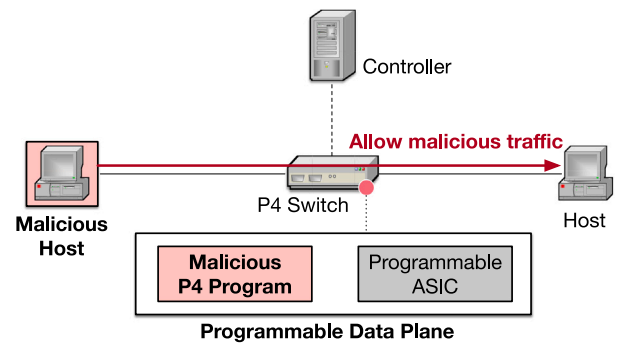 Controller
Allow malicious traffic
P4 Switch
Malicious
Host
Host
Malicious
P4 Program
Programmable
ASIC
Programmable Data Plane